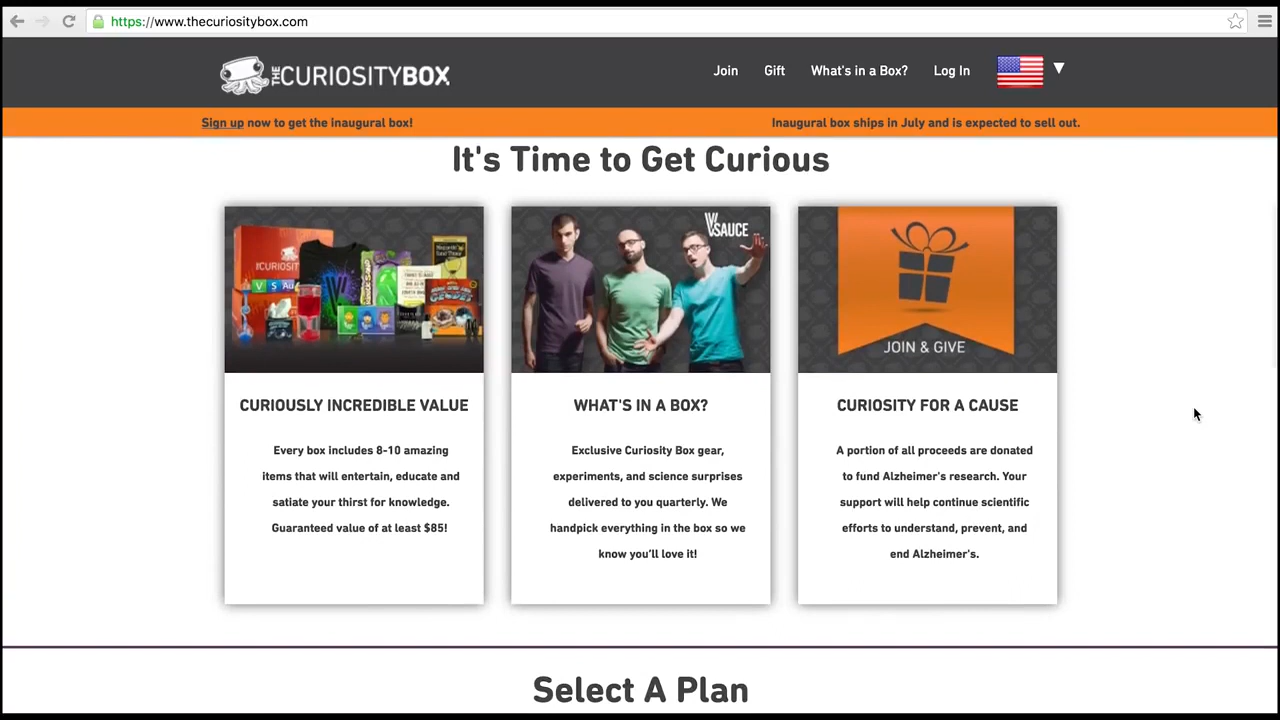 https://www.thecuriositybox.com
THE CURIOSITYBOX
Join
Gift
What's in a Box?
Log In
Sign up now to get the inaugural box!
Inaugural box ships in July and is expected to sell out.
It's Time to Get Curious
VSAUCE
JOIN & GIVE
CURIOUSLY INCREDIBLE VALUE
Every box includes 8-10 amazing
items that will entertain, educate and
satiate your thirst for knowledge.
Guaranteed value of at least $85!
WHAT'S IN A BOX?
Exclusive Curiosity Box gear,
experiments, and science surprises
delivered to you quarterly. We
handpick everything in the box so we
know you'll love it!
CURIOSITY FOR A CAUSE
A portion of all proceeds are donated
to fund Alzheimer's research. Your
support will help continue scientific
efforts to understand, prevent, and
end Alzheimer's.
Select A Plan